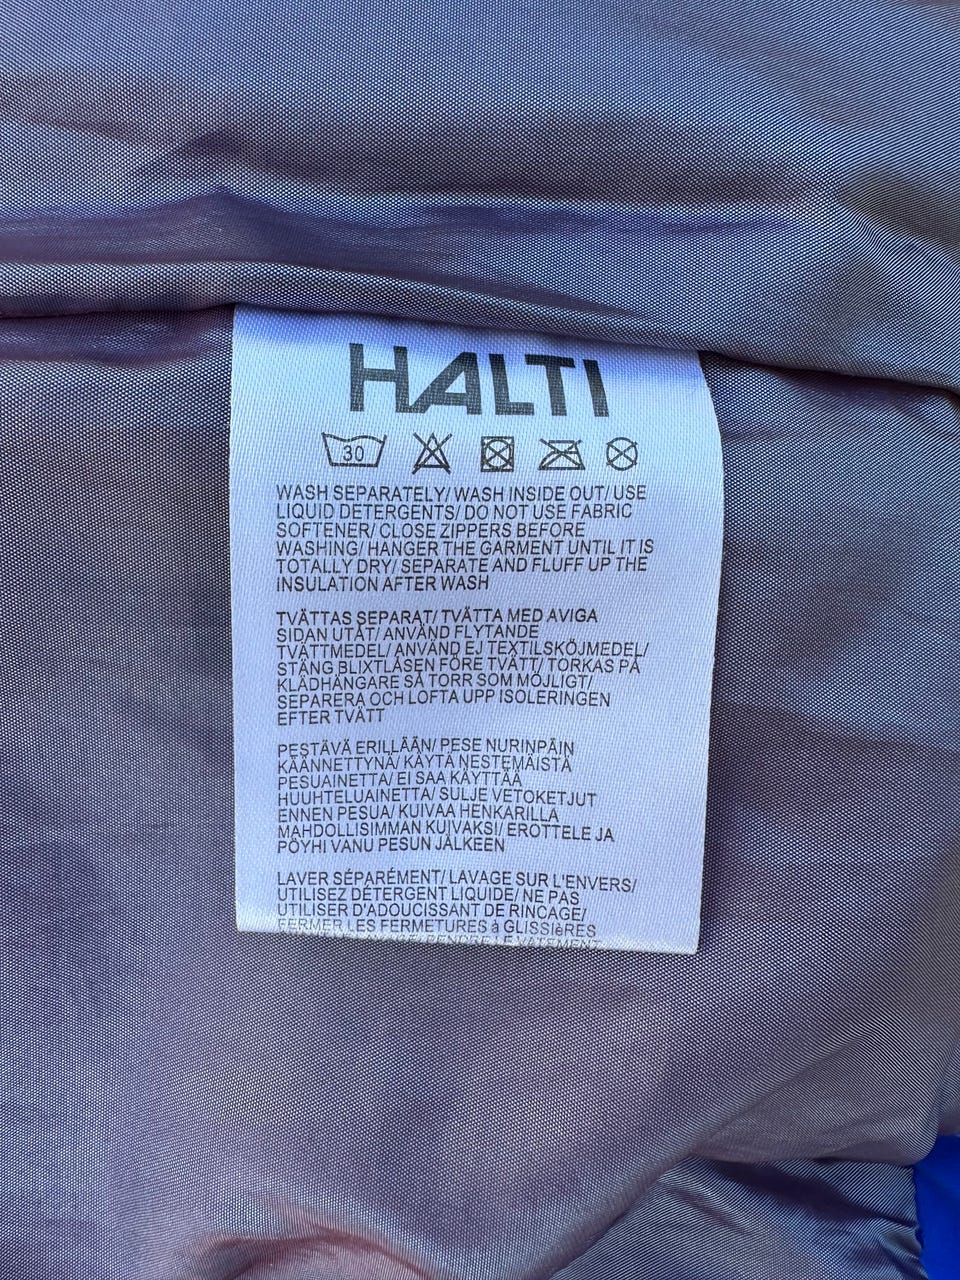 HALTI
30
WASH SEPARATELY/ WASH INSIDE OUT/ USE
LIQUID DETERGENTS/ DO NOT USE FABRIC
SOFTENER/ CLOSE ZIPPERS BEFORE
WASHING/ HANGER THE GARMENT UNTIL IT IS
TOTALLY DRY/ SEPARATE AND FLUFF UP THE
INSULATION AFTER WASH
TVÄTTAS SEPARAT/ TVÄTTA MED AVIGA
SIDAN UTÅT/ ANVÄND FLYTANDE
TVÄTTMEDEL/ ANVÄND EJ TEXTILSKÖJMEDEL/
STÄNG BLIXTLÅSEN FÖRE TVÄTT/ TORKAS PÅ
KLÄDHÄNGARE SÅ TORR SOM MÖJLIGT/
SEPARERA OCH LOFTA UPP ISOLERINGEN
EFTER TVÄTT
PESTÄVÄ ERILLÄÄN/ PESE NURINPÄIN
KÄÄNNETTYNÄ/ KÄYTÄ NESTEMÄISTÄ
PESUAINETTA/ EI SAA KÄYTTÄÄ
HUUHTELUAINETTA/ SULJE VETOKETJUT
ENNEN PESUA/ KUIVAA HENKARILLA
MAHDOLLISIMMAN KUIVAKSI/ EROTTELE JA
PÖYHI VANU PESUN JÄLKEEN
LAVER SÉPARÉMENT/ LAVAGE SUR L'ENVERS/
UTILISEZ DÉTERGENT LIQUIDE/ NE PAS
UTILISER D'ADOUCISSANT DE RINCAGE/
FERMER LES FERMETURES à GLISSIèRES
PENDRE LE VATEMENT